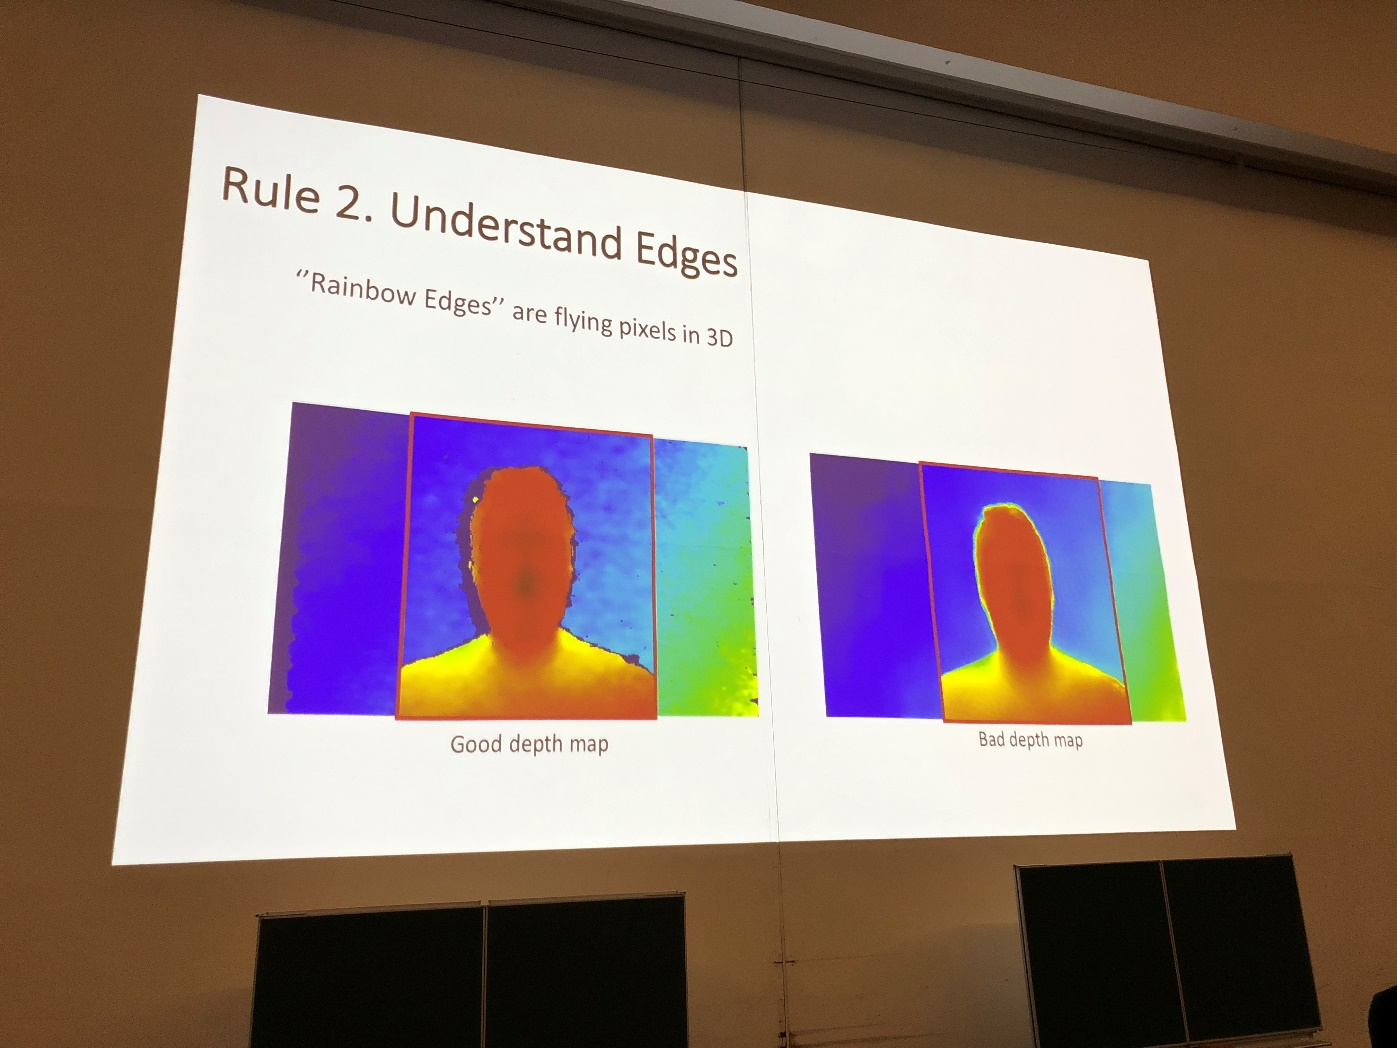 Rule 2. Understand Edges
‘’Rainbow Edges’’ are flying pixels in 3D
Good depth map
Bad depth map